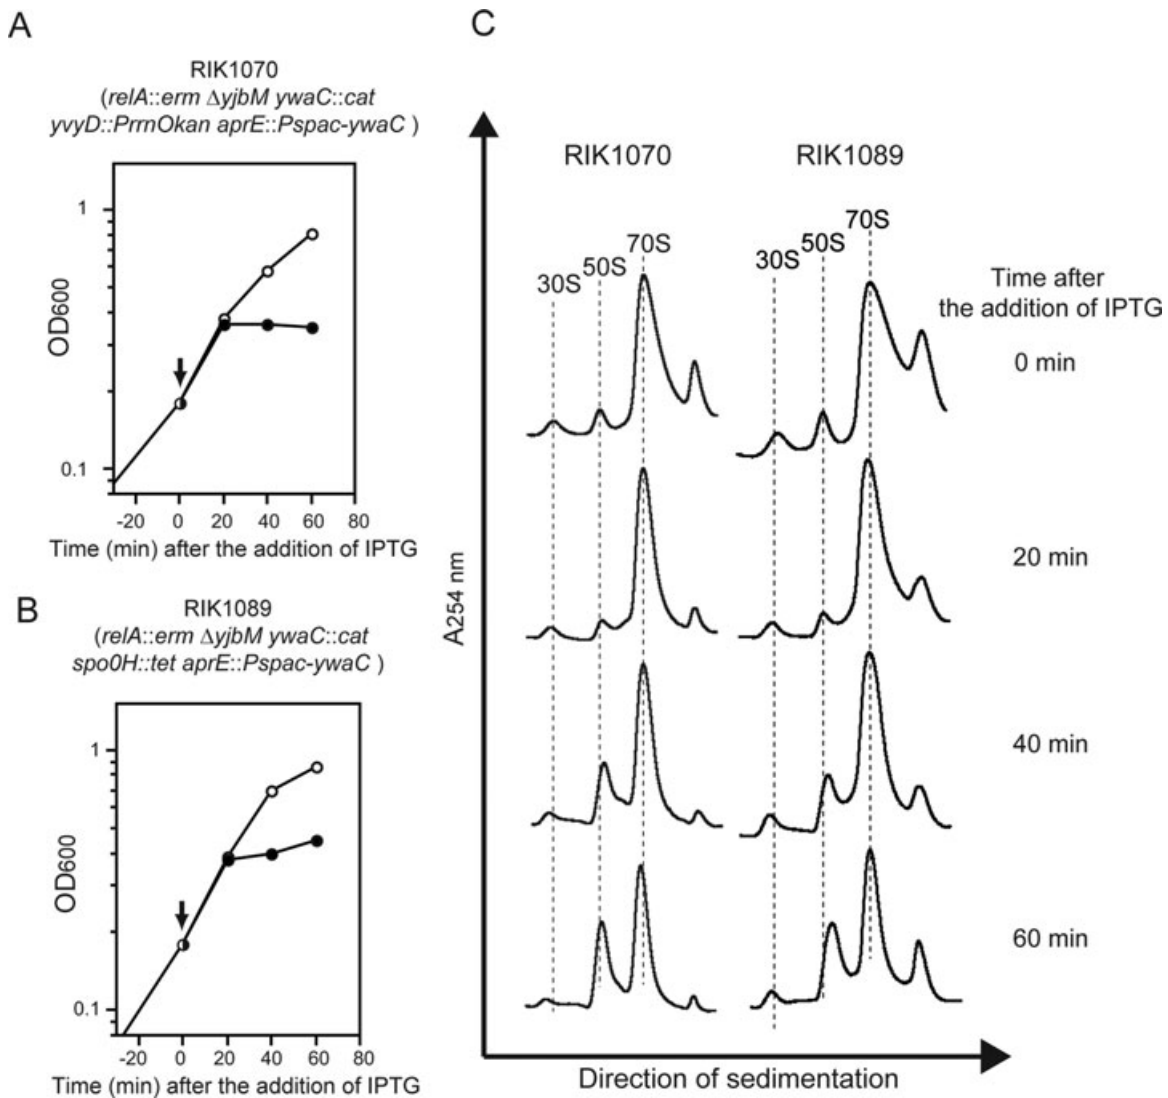 A
RIK1070
(relA::erm ΔyjbM ywaC::cat
yvyD::PrrnOkan aprE::Pspac-ywaC )
1
OD600
0.1
-20 0 20 40 60 80
Time (min) after the addition of IPTG
B
RIK1089
(relA::erm ΔyjbM ywaC::cat
spo0H::tet aprE::Pspac-ywaC )
1
OD600
0.1
-20 0 20 40 60 80
Time (min) after the addition of IPTG
C
RIK1070 RIK1089
30S 50S 70S 30S 50S 70S
Time after
the addition of IPTG
0 min
20 min
40 min
60 min
A254 nm
Direction of sedimentation